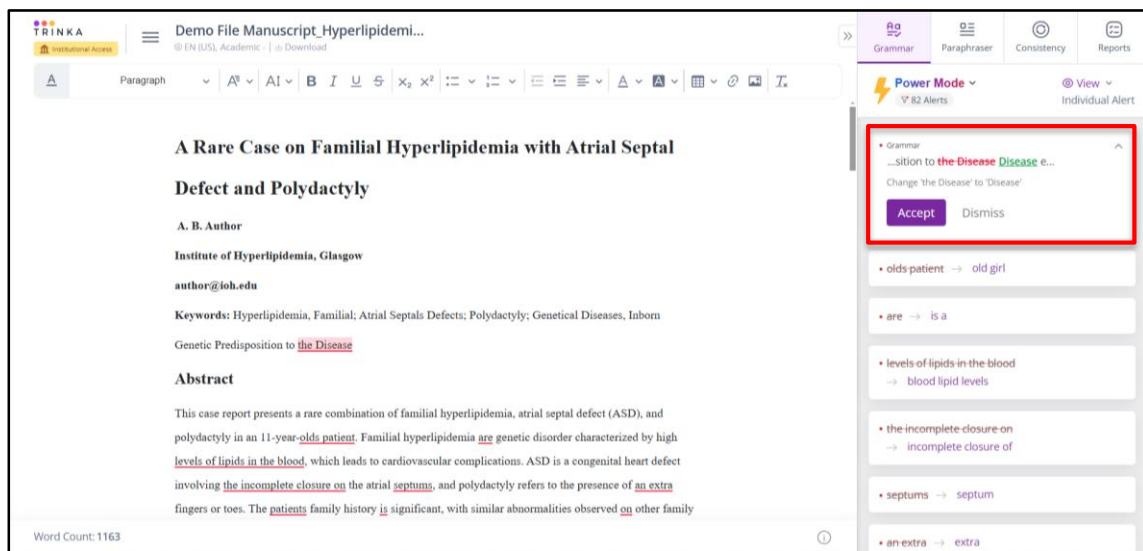 TRINKA
Institutional Access
Demo File Manuscript_Hyperlipidemi...
EN (US), Academic - | Download
Paragraph
B I U S X₂ X²
A Rare Case on Familial Hyperlipidemia with Atrial Septal
Defect and Polydactyly
A. B. Author
Institute of Hyperlipidemia, Glasgow
author@ioh.edu
Keywords: Hyperlipidemia, Familial; Atrial Septals Defects; Polydactyly; Genetical Diseases, Inborn
Genetic Predisposition to the Disease
Abstract
This case report presents a rare combination of familial hyperlipidemia, atrial septal defect (ASD), and
polydactyly in an 11-year-olds patient. Familial hyperlipidemia are genetic disorder characterized by high
levels of lipids in the blood, which leads to cardiovascular complications. ASD is a congenital heart defect
involving the incomplete closure on the atrial septums, and polydactyly refers to the presence of an extra
fingers or toes. The patients family history is significant, with similar abnormalities observed on other family
Word Count: 1163
Grammar
Paraphraser
Consistency
Reports
Power Mode
82 Alerts
View
Individual Alert
Grammar
...sition to the Disease Disease e...
Change 'the Disease' to 'Disease'
Accept Dismiss
olds patient → old girl
are → is a
levels of lipids in the blood
→ blood lipid levels
the incomplete closure on
→ incomplete closure of
septums → septum
an extra → extra